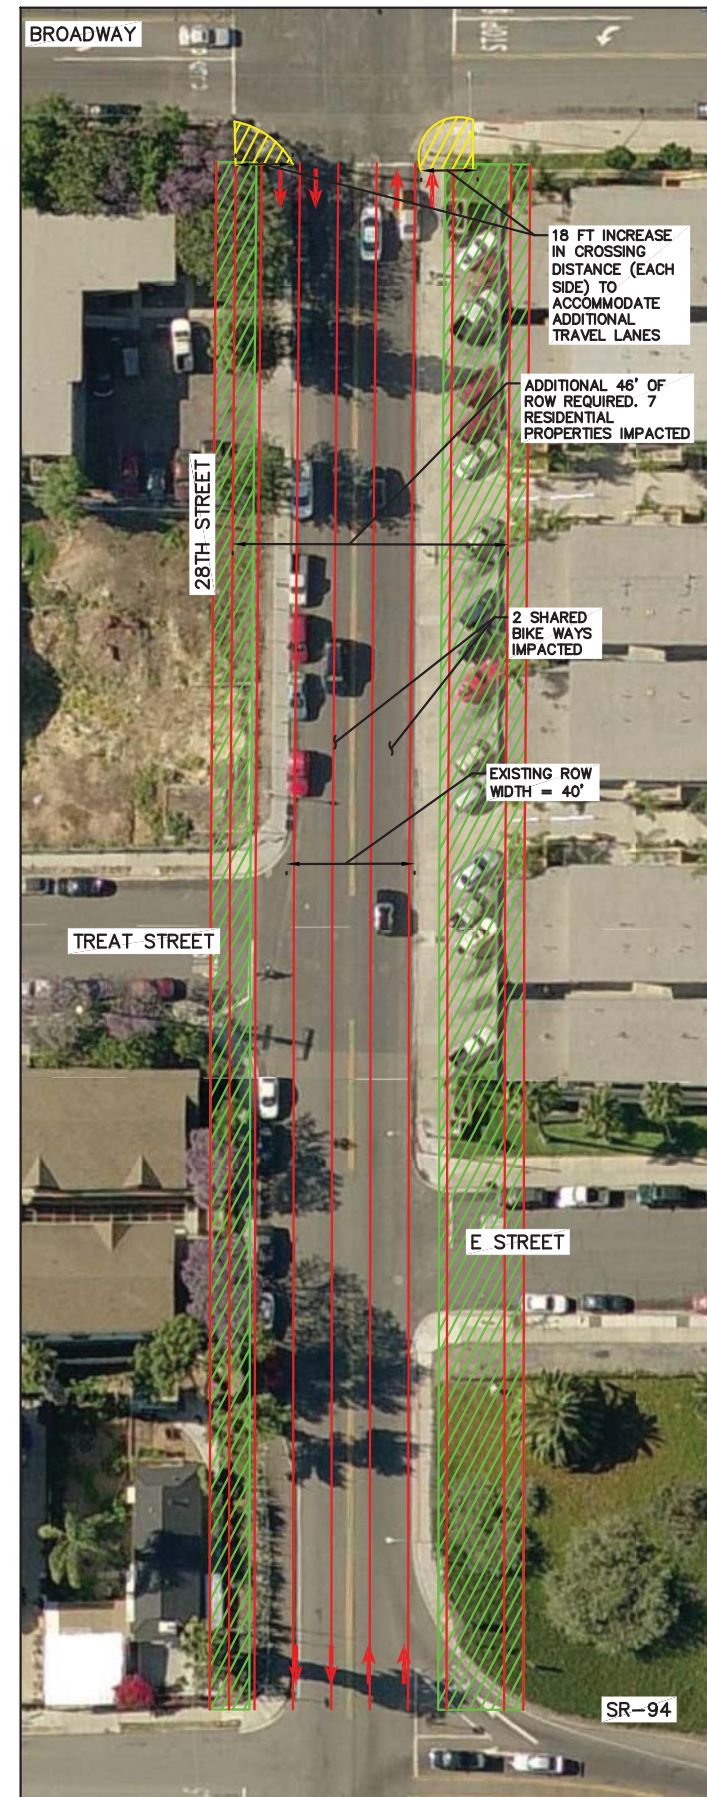 BROADWAY
STOP
18 FT INCREASE
IN CROSSING
DISTANCE (EACH
SIDE) TO
ACCOMMODATE
ADDITIONAL
TRAVEL LANES
ADDITIONAL 46' OF
ROW REQUIRED. 7
RESIDENTIAL
PROPERTIES IMPACTED
28TH STREET
2 SHARED
BIKE WAYS
IMPACTED
EXISTING ROW
WIDTH = 40'
TREAT STREET
E STREET
SR-94